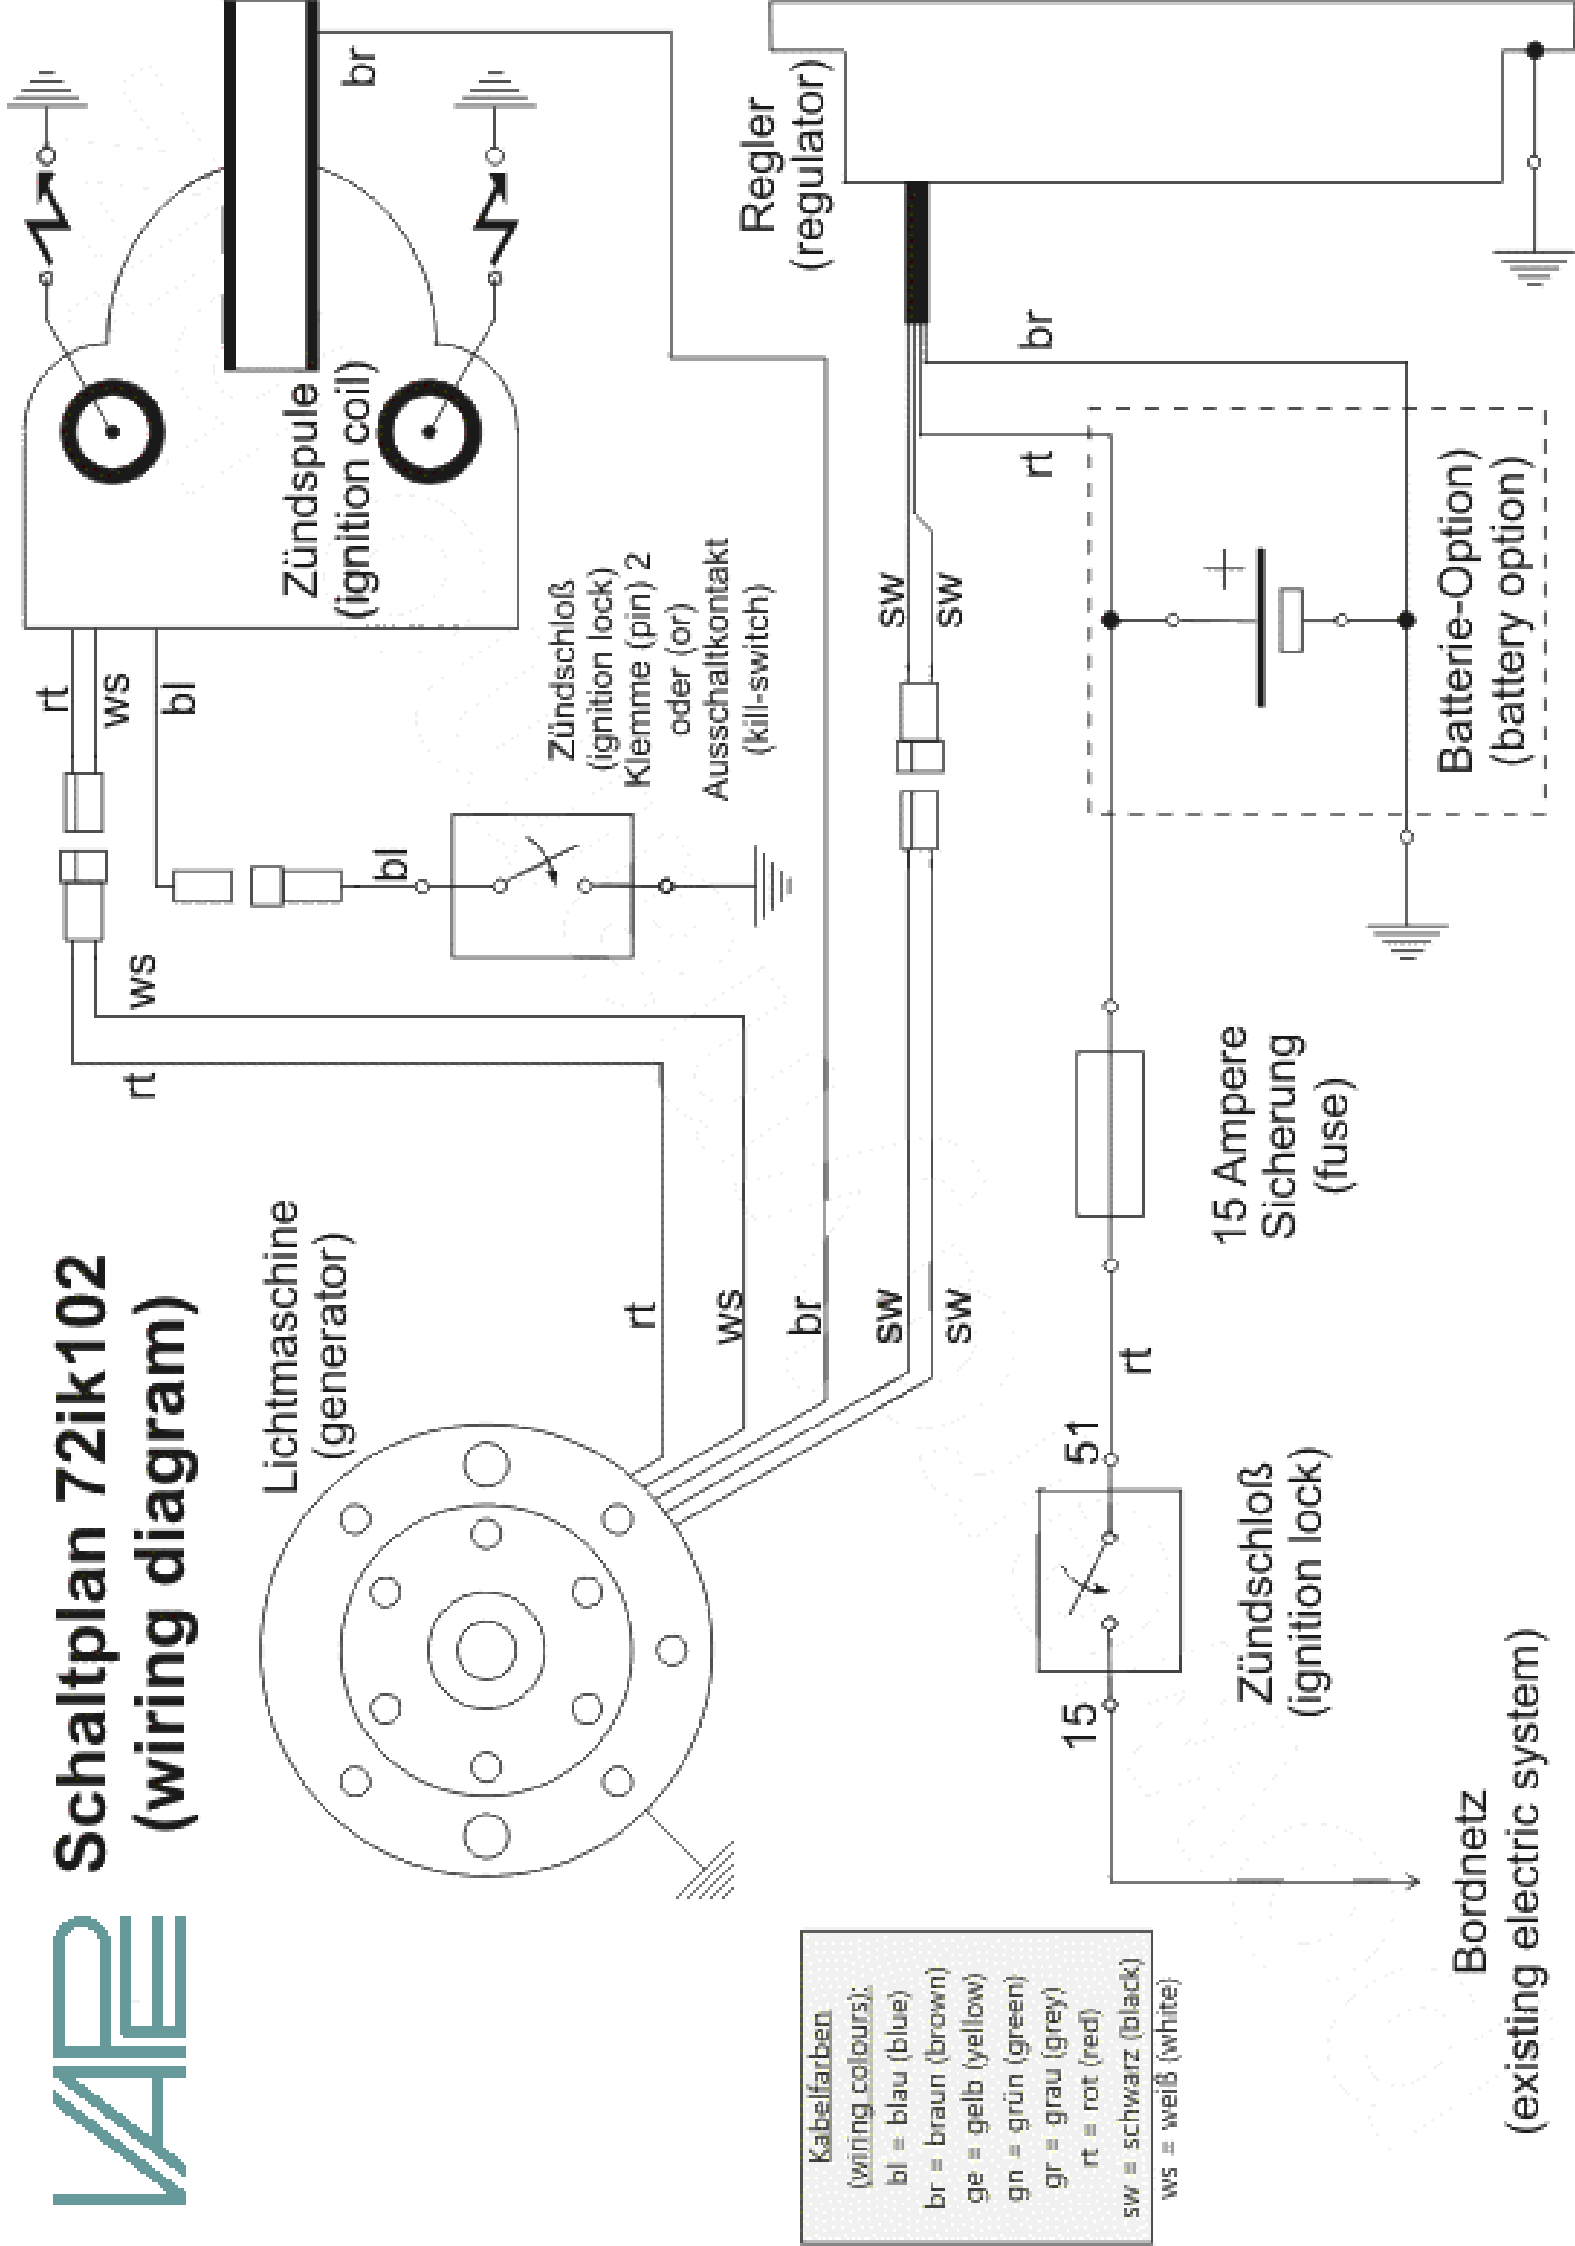 VAPE
Schaltplan 72ik102
(wiring diagram)
Lichtmaschine
(generator)
rt
ws
br
sw
sw
rt
ws
rt
ws
bl
bl
Zündspule
(ignition coil)
br
Zündschloß
(ignition lock)
Klemme (pin) 2
oder (or)
Ausschaltkontakt
(kill-switch)
sw
sw
Regler
(regulator)
br
rt
+
Batterie-Option)
(battery option)
15 Ampere
Sicherung
(fuse)
rt
51
15
Zündschloß
(ignition lock)
Bordnetz
(existing electric system)
Kabelfarben
(wiring colours):
bl = blau (blue)
br = braun (brown)
ge = gelb (yellow)
gn = grün (green)
gr = grau (grey)
rt = rot (red)
sw = schwarz (black)
ws = weiß (white)